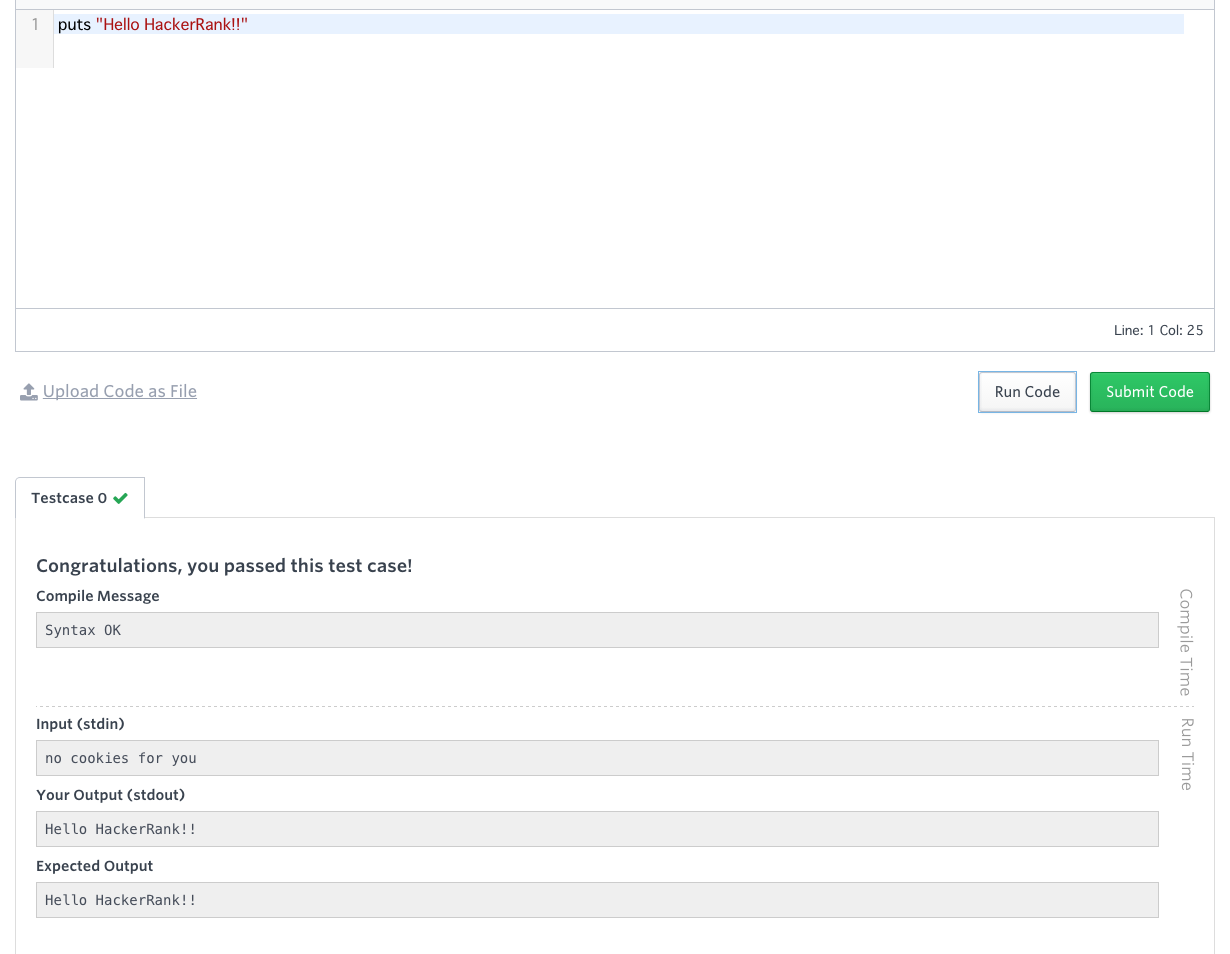 1 puts "Hello HackerRank!!"
Line: 1 Col: 25
Upload Code as File
Run Code
Submit Code
Testcase 0
Congratulations, you passed this test case!
Compile Message
Syntax OK
Compile Time
Input (stdin)
no cookies for you
Run Time
Your Output (stdout)
Hello HackerRank!!
Expected Output
Hello HackerRank!!